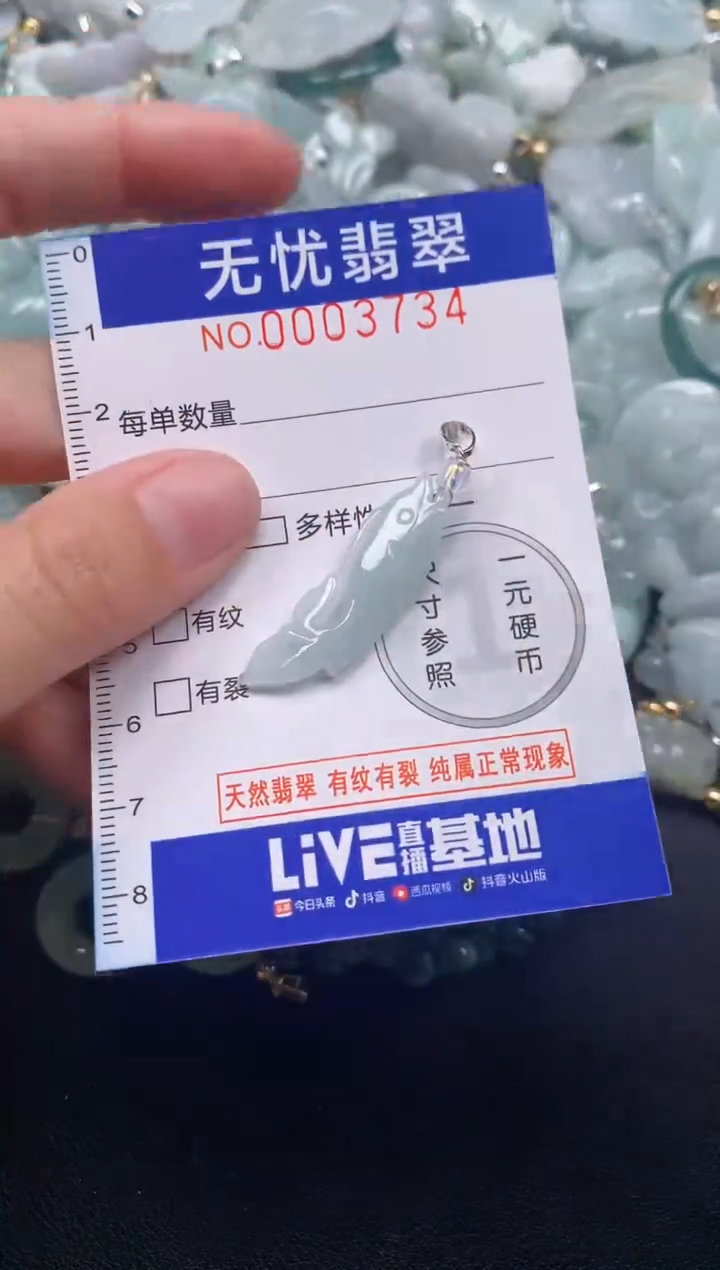 无忧翡翠
NO.0003734
0
1
2
每单数量
多样性
有纹
5
有裂
6
7
8
寸参照
一元硬币
1
天然翡翠 有纹有裂 纯属正常现象
LiVE直播基地
头条 今日头条 抖音 西瓜视频 抖音火山版